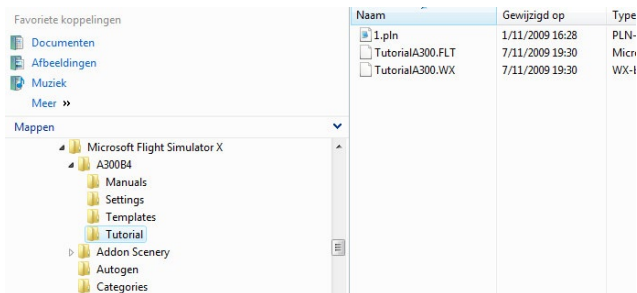 Favoriete koppelingen
Documenten
Afbeeldingen
Muziek
Meer »
Mappen
Microsoft Flight Simulator X
A300B4
Manuals
Settings
Templates
Tutorial
Addon Scenery
Autogen
Categories
Naam Gewijzigd op Type
1.pln 1/11/2009 16:28 PLN-
TutorialA300.FLT 7/11/2009 19:30 Micr
TutorialA300.WX 7/11/2009 19:30 WX-